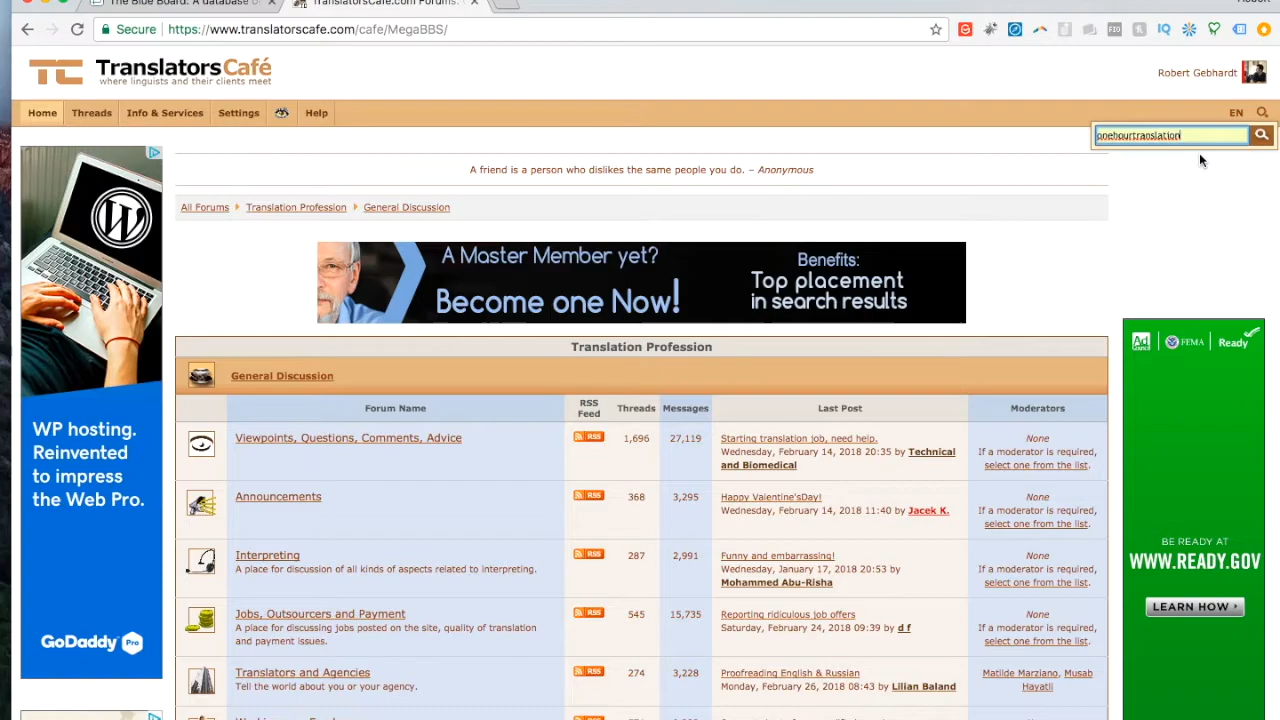 The Blue Board: A database o
TranslatorsCafe.com Forums:
Robert
Secure
https://www.translatorscafe.com/cafe/MegaBBS/
TC TranslatorsCafé
where linguists and their clients meet
Robert Gebhardt
Home Threads Info & Services Settings Help
EN
onehourtranslation
A friend is a person who dislikes the same people you do. – Anonymous
All Forums Translation Profession General Discussion
A Master Member yet?
Become one Now!
Benefits:
Top placement
in search results
Translation Profession
General Discussion
Forum Name RSS Feed Threads Messages Last Post Moderators
Viewpoints, Questions, Comments, Advice RSS 1,696 27,119 Starting translation job, need help. None
Wednesday, February 14, 2018 20:35 by Technical If a moderator is required,
and Biomedical select one from the list.
Announcements RSS 368 3,295 Happy Valentine'sDay! None
Wednesday, February 14, 2018 11:40 by Jacek K. If a moderator is required,
select one from the list.
Interpreting RSS 287 2,991 Funny and embarrassing! None
A place for discussion of all kinds of aspects related to interpreting. Wednesday, January 17, 2018 20:53 by If a moderator is required,
Mohammed Abu-Risha select one from the list.
Jobs, Outsourcers and Payment RSS 545 15,735 Reporting ridiculous job offers None
A place for discussing jobs posted on the site, quality of translation Saturday, February 24, 2018 09:39 by d f If a moderator is required,
and payment issues. select one from the list.
Translators and Agencies RSS 274 3,228 Proofreading English & Russian Matilde Marziano, Musab
Tell the world about you or your agency. Monday, February 26, 2018 08:43 by Lilian Baland Hayatli
W
WP hosting.
Reinvented
to impress
the Web Pro.
GoDaddy Pro
Ad Council FEMA Ready
BE READY AT
WWW.READY.GOV
LEARN HOW